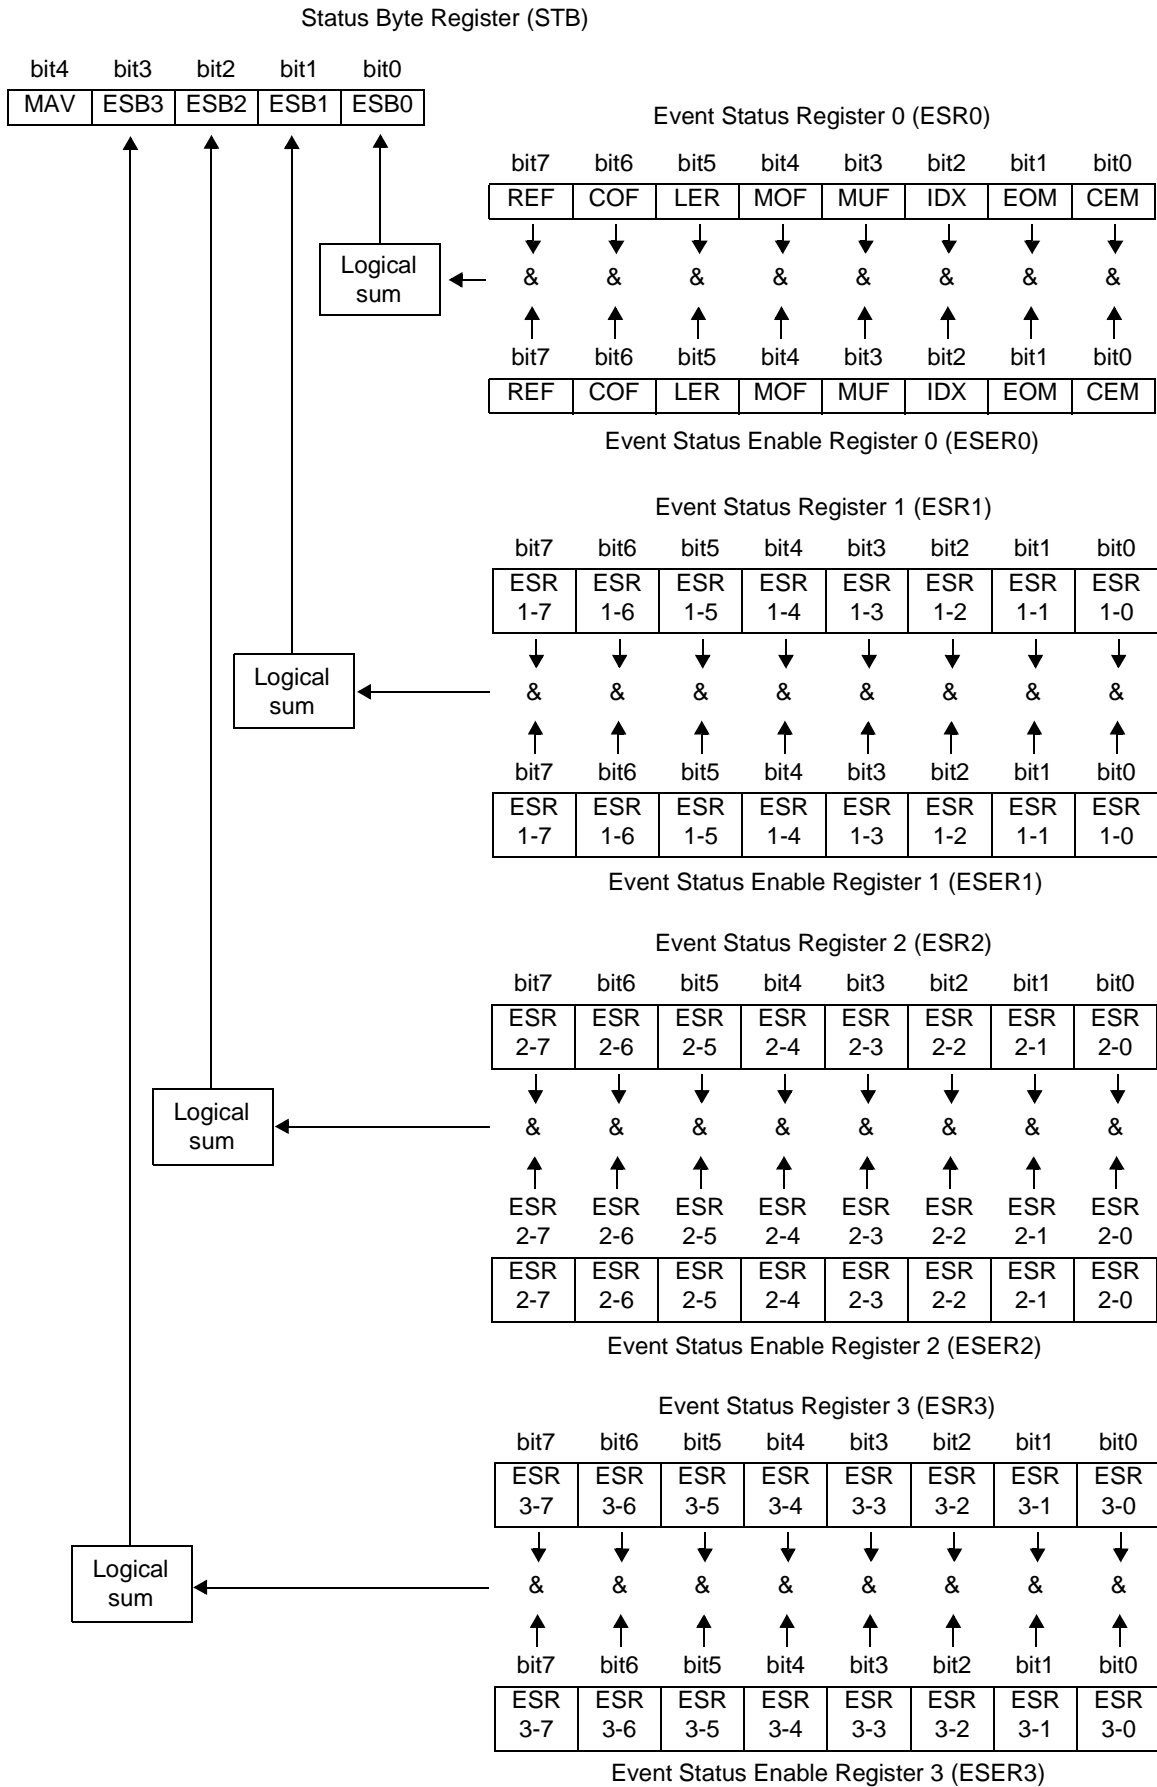 Status Byte Register (STB)
bit4 bit3 bit2 bit1 bit0
MAV ESB3 ESB2 ESB1 ESB0
Event Status Register 0 (ESR0)
bit7 bit6 bit5 bit4 bit3 bit2 bit1 bit0
REF COF LER MOF MUF IDX EOM CEM
Logical
sum
& & & & & & & &
bit7 bit6 bit5 bit4 bit3 bit2 bit1 bit0
REF COF LER MOF MUF IDX EOM CEM
Event Status Enable Register 0 (ESER0)
Event Status Register 1 (ESR1)
bit7 bit6 bit5 bit4 bit3 bit2 bit1 bit0
ESR ESR ESR ESR ESR ESR ESR ESR
1-7 1-6 1-5 1-4 1-3 1-2 1-1 1-0
Logical
sum
& & & & & & & &
bit7 bit6 bit5 bit4 bit3 bit2 bit1 bit0
ESR ESR ESR ESR ESR ESR ESR ESR
1-7 1-6 1-5 1-4 1-3 1-2 1-1 1-0
Event Status Enable Register 1 (ESER1)
Event Status Register 2 (ESR2)
bit7 bit6 bit5 bit4 bit3 bit2 bit1 bit0
ESR ESR ESR ESR ESR ESR ESR ESR
2-7 2-6 2-5 2-4 2-3 2-2 2-1 2-0
Logical
sum
& & & & & & & &
ESR ESR ESR ESR ESR ESR ESR ESR
2-7 2-6 2-5 2-4 2-3 2-2 2-1 2-0
ESR ESR ESR ESR ESR ESR ESR ESR
2-7 2-6 2-5 2-4 2-3 2-2 2-1 2-0
Event Status Enable Register 2 (ESER2)
Event Status Register 3 (ESR3)
bit7 bit6 bit5 bit4 bit3 bit2 bit1 bit0
ESR ESR ESR ESR ESR ESR ESR ESR
3-7 3-6 3-5 3-4 3-3 3-2 3-1 3-0
Logical
sum
& & & & & & & &
bit7 bit6 bit5 bit4 bit3 bit2 bit1 bit0
ESR ESR ESR ESR ESR ESR ESR ESR
3-7 3-6 3-5 3-4 3-3 3-2 3-1 3-0
Event Status Enable Register 3 (ESER3)